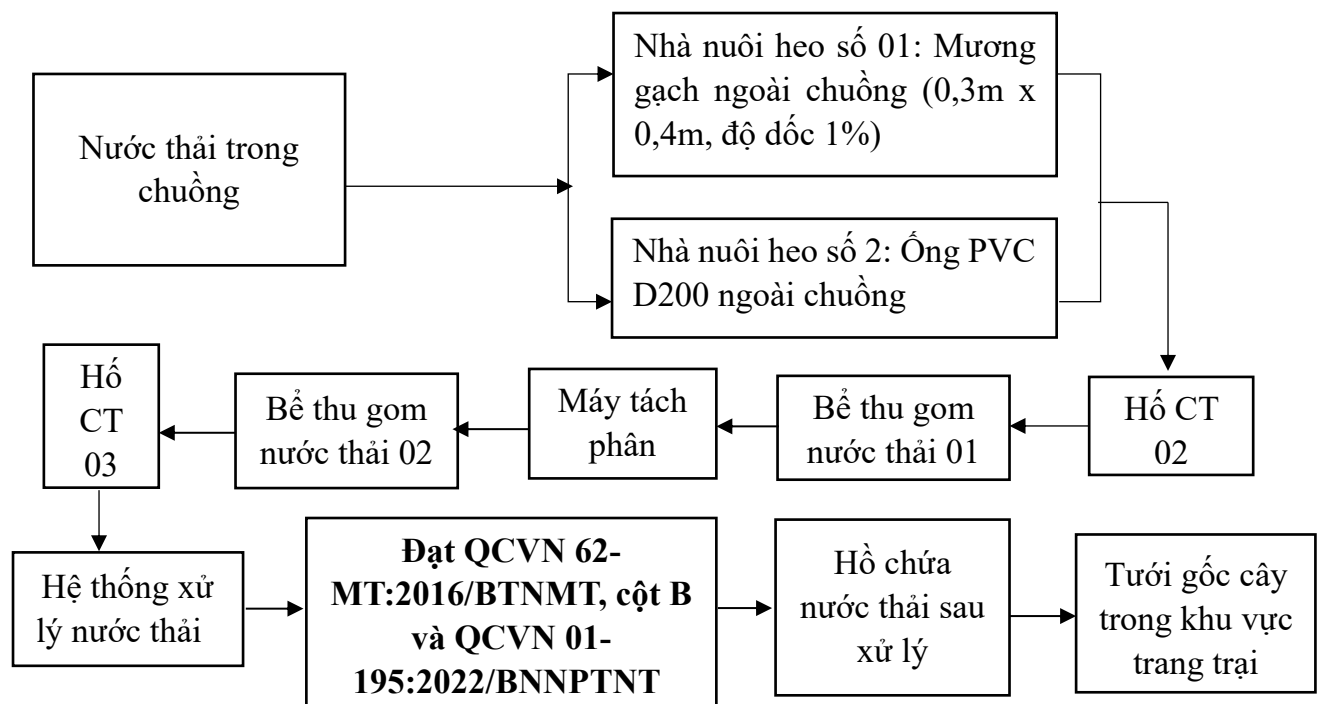 Nước thải trong
chuồng
Nhà nuôi heo số 01: Mương
gạch ngoài chuồng (0,3m x
0,4m, độ dốc 1%)
Nhà nuôi heo số 2: Ống PVC
D200 ngoài chuồng
Hố CT
02
Bể thu gom
nước thải 01
Máy tách
phân
Bể thu gom
nước thải 02
Hố
CT
03
Hệ thống xử
lý nước thải
Đạt QCVN 62-
MT:2016/BTNMT, cột B
và QCVN 01-
195:2022/BNNPTNT
Hồ chứa
nước thải sau
xử lý
Tưới gốc cây
trong khu vực
trang trại